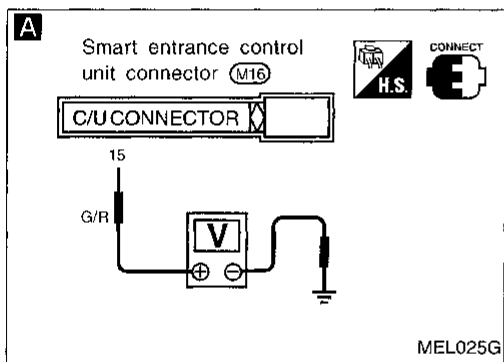 A
Smart entrance control
unit connector (M16)
CONNECT
H.S.
C/U CONNECTOR
15
G/R
V
+ −
MEL025G